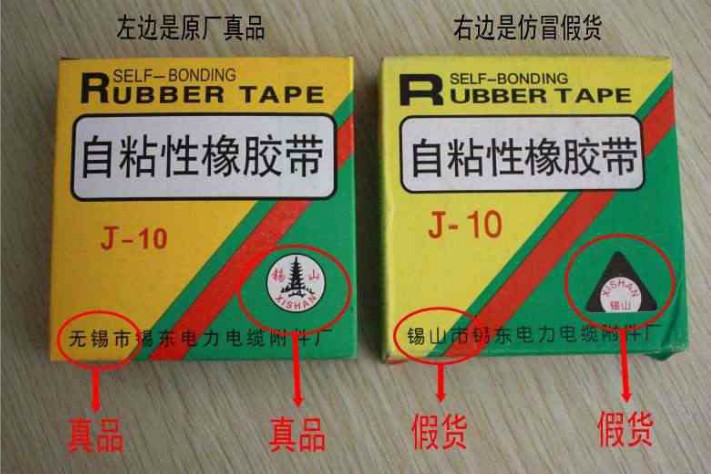 左边是原厂真品
右边是仿冒假货
SELF-BONDING
RUBBER TAPE
自粘性橡胶带
J-10
锡山
XISHAN
无锡市锡东电力电缆附件厂
真品
真品
SELF-BONDING
RUBBER TAPE
自粘性橡胶带
J-10
XISHAN
锡山
锡山市锡东电力电缆附件厂
假货
假货